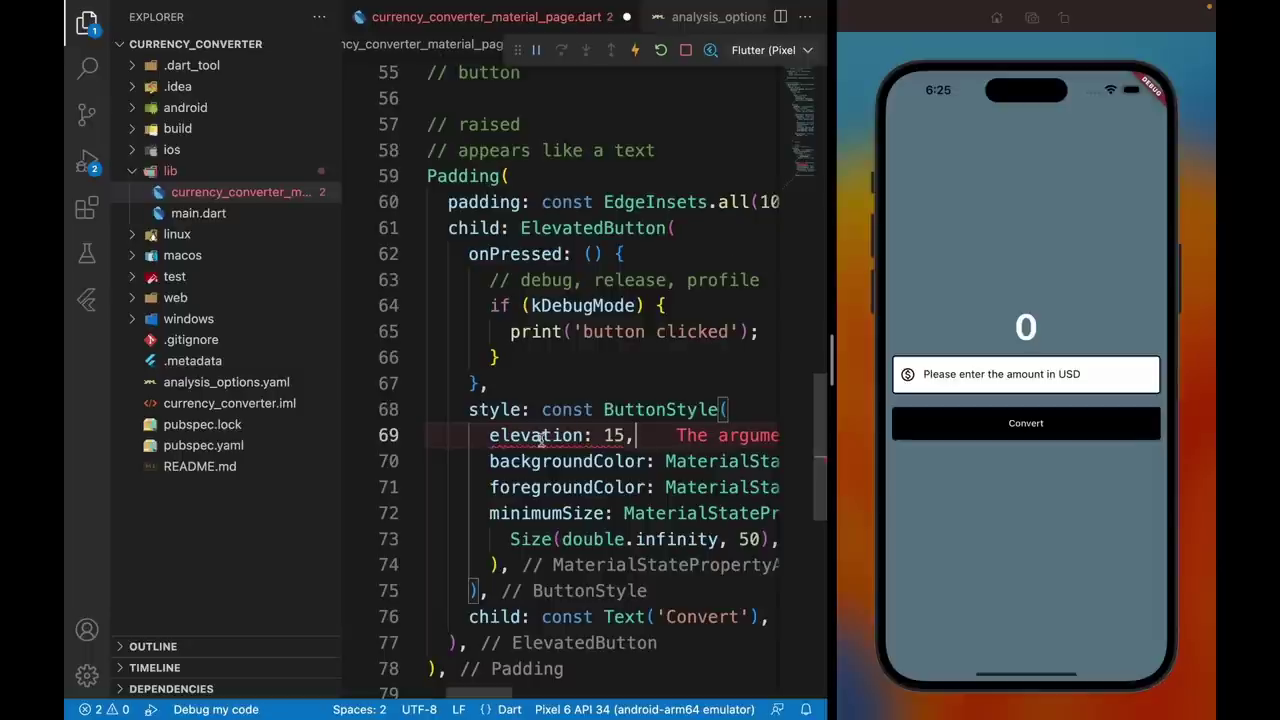 EXPLORER
CURRENCY_CONVERTER
.dart_tool
.idea
android
build
ios
lib
currency_converter_m... 2
main.dart
linux
macos
test
web
windows
.gitignore
.metadata
analysis_options.yaml
currency_converter.iml
pubspec.lock
pubspec.yaml
README.md
OUTLINE
TIMELINE
DEPENDENCIES
1
2
currency_converter_material_page.dart 2
analysis_options
ncy_converter_material_pag
Flutter (Pixel
55 // button
56
57 // raised
58 // appears like a text
59 Padding(
60 padding: const EdgeInsets.all(10
61 child: ElevatedButton(
62 onPressed: () {
63 // debug, release, profile
64 if (kDebugMode) {
65 print('button clicked');
66 }
67 },
68 style: const ButtonStyle(
69 elevation: 15, The argume
70 backgroundColor: MaterialSta
71 foregroundColor: MaterialSta
72 minimumSize: MaterialStatePr
73 Size(double.infinity, 50),
74 ), // MaterialStatePropertyA
75 ), // ButtonStyle
76 child: const Text('Convert'),
77 ), // ElevatedButton
78 ), // Padding
79
2 0 Debug my code Spaces: 2 UTF-8 LF {} Dart Pixel 6 API 34 (android-arm64 emulator)
6:25
DEBUG
0
Please enter the amount in USD
Convert